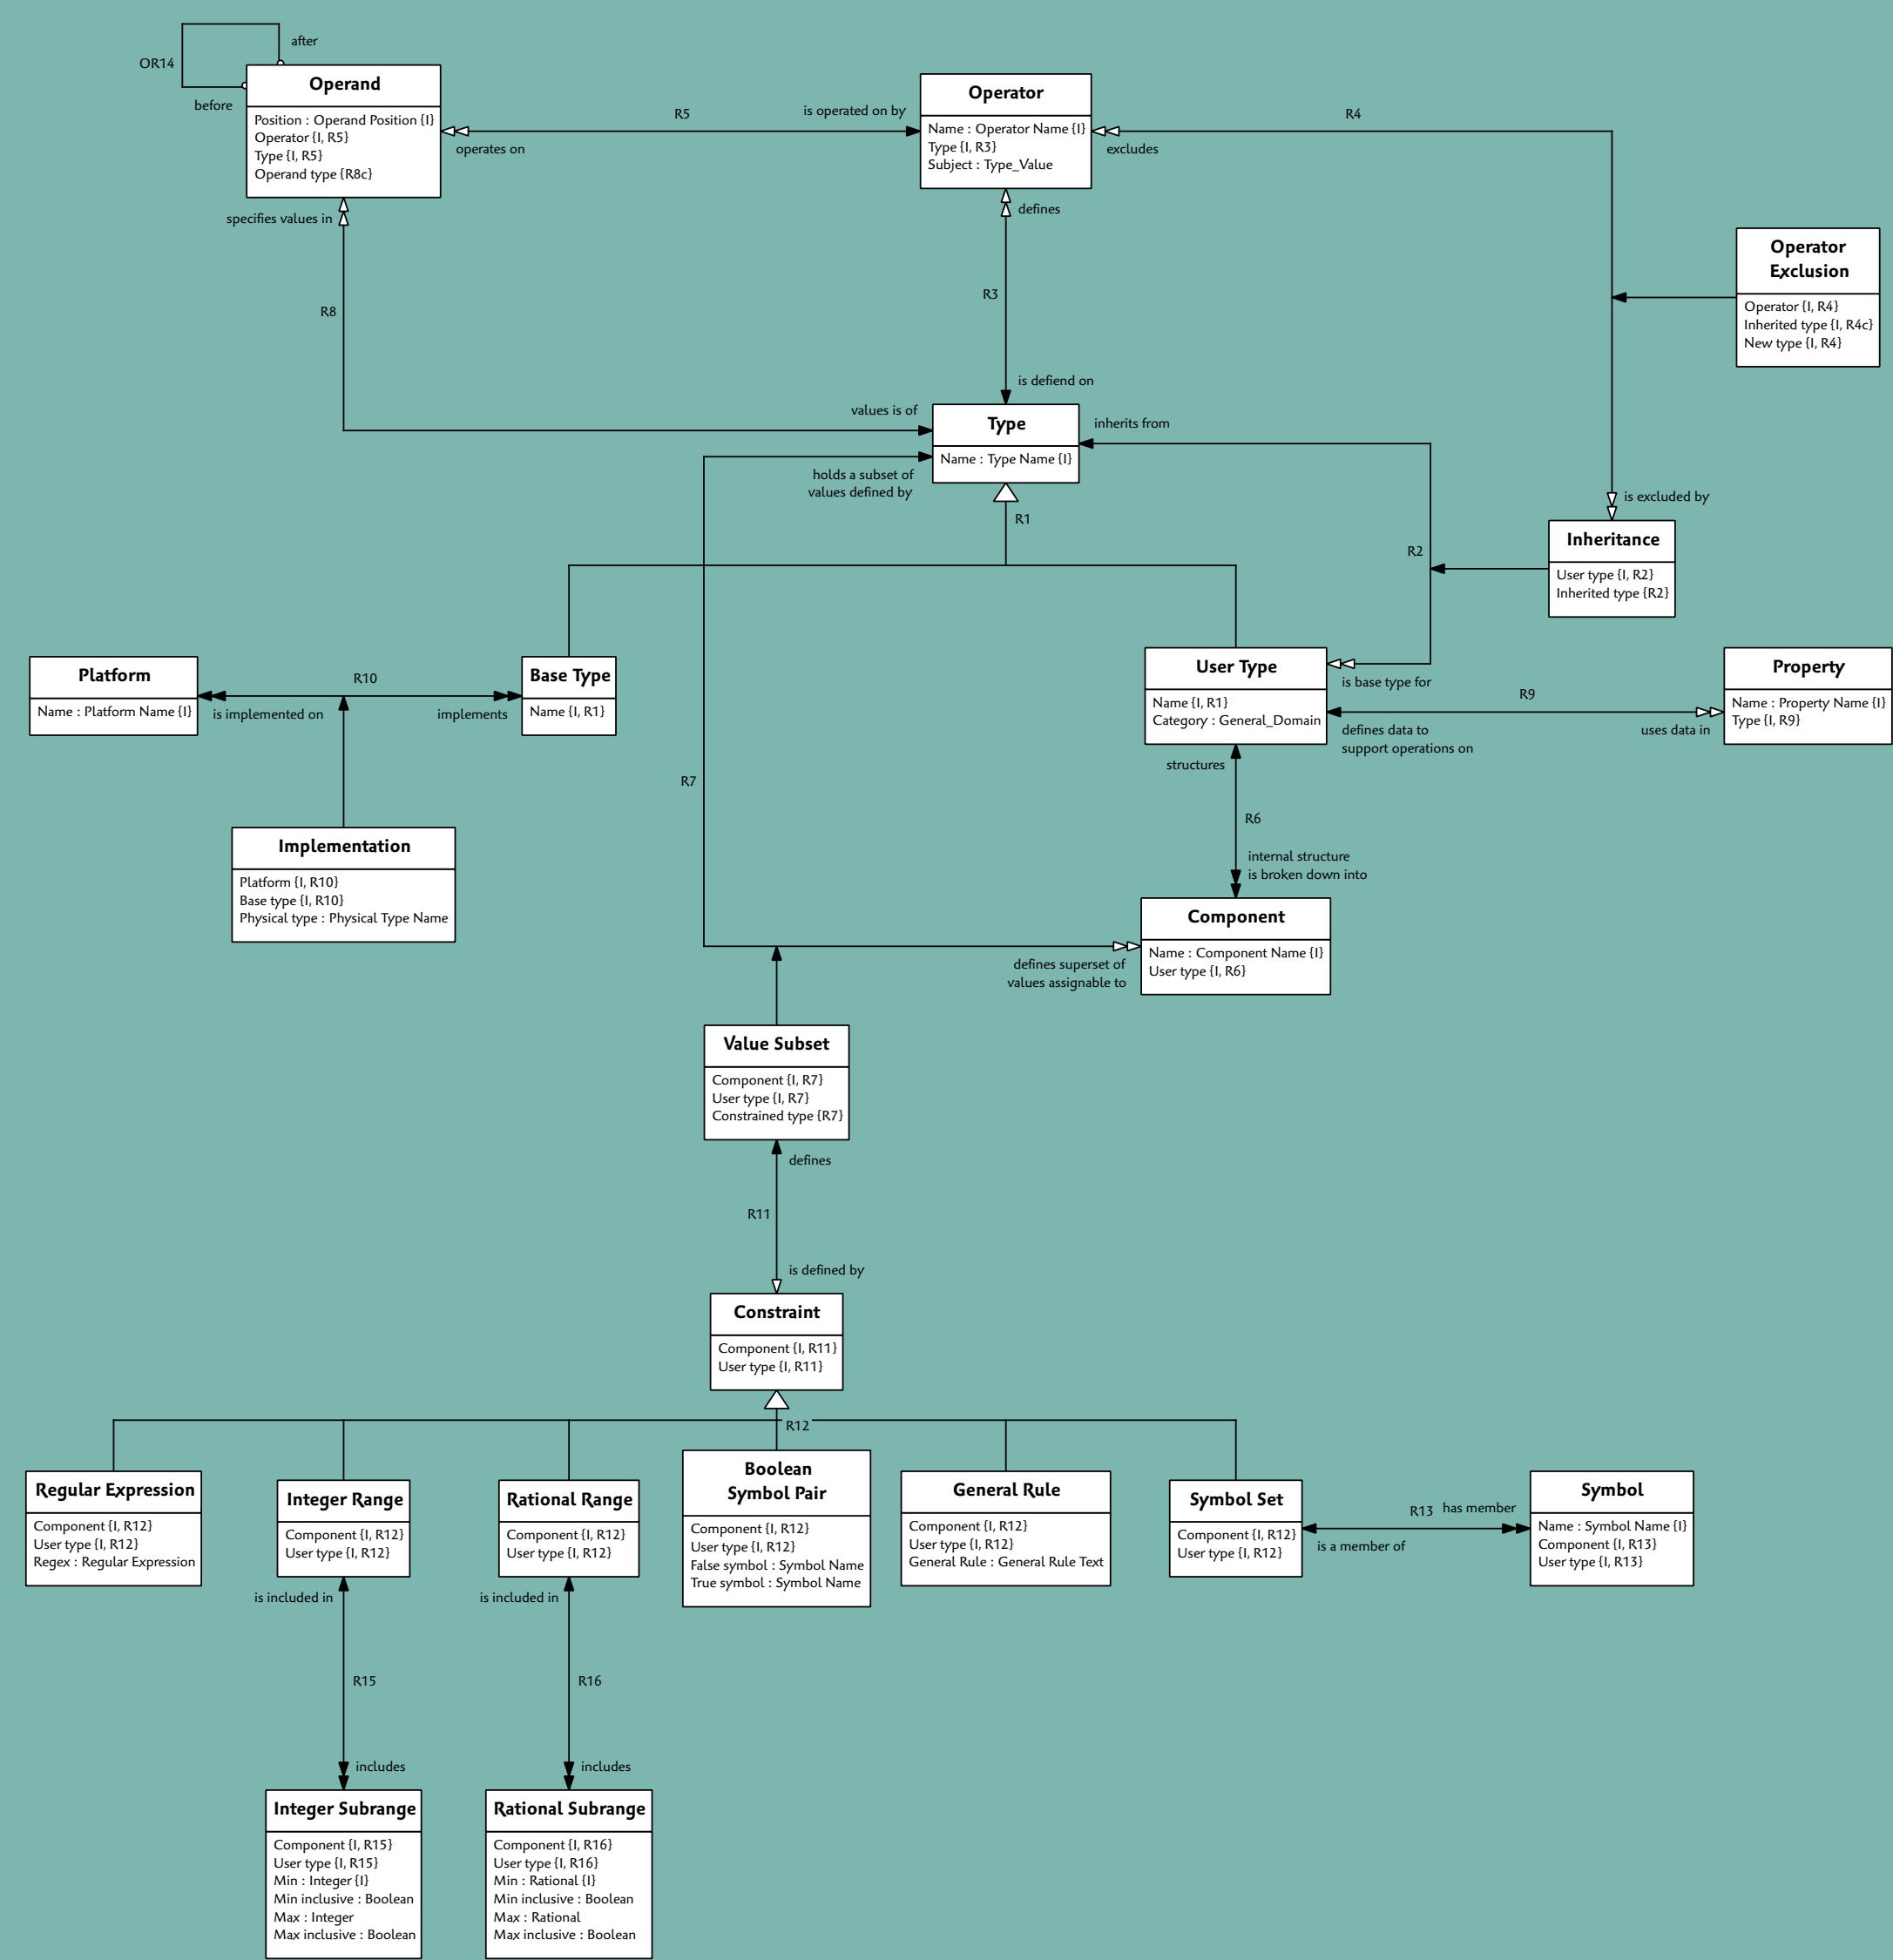 after
OR14
before
Operand
Position : Operand Position {I}
Operator {I, R5}
Type {I, R5}
Operand type {R8c}
R5
is operated on by
operates on
Operator
Name : Operator Name {I}
Type {I, R3}
Subject : Type_Value
R4
excludes
specifies values in
defines
Operator
Exclusion
Operator {I, R4}
Inherited type {I, R4c}
New type {I, R4}
R3
R8
is defiend on
values is of
Type
Name : Type Name {I}
inherits from
holds a subset of
values defined by
R1
is excluded by
R2
Inheritance
User type {I, R2}
Inherited type {R2}
Platform
Name : Platform Name {I}
R10
is implemented on
implements
Base Type
Name {I, R1}
User Type
Name {I, R1}
Category : General_Domain
is base type for
R9
defines data to
support operations on
uses data in
Property
Name : Property Name {I}
Type {I, R9}
structures
R7
R6
Implementation
Platform {I, R10}
Base type {I, R10}
Physical type : Physical Type Name
internal structure
is broken down into
Component
Name : Component Name {I}
User type {I, R6}
defines superset of
values assignable to
Value Subset
Component {I, R7}
User type {I, R7}
Constrained type {R7}
defines
R11
is defined by
Constraint
Component {I, R11}
User type {I, R11}
R12
Regular Expression
Component {I, R12}
User type {I, R12}
Regex : Regular Expression
Integer Range
Component {I, R12}
User type {I, R12}
Rational Range
Component {I, R12}
User type {I, R12}
Boolean
Symbol Pair
Component {I, R12}
User type {I, R12}
False symbol : Symbol Name
True symbol : Symbol Name
General Rule
Component {I, R12}
User type {I, R12}
General Rule : General Rule Text
Symbol Set
Component {I, R12}
User type {I, R12}
R13
has member
is a member of
Symbol
Name : Symbol Name {I}
Component {I, R13}
User type {I, R13}
is included in
is included in
R15
R16
includes
includes
Integer Subrange
Component {I, R15}
User type {I, R15}
Min : Integer {I}
Min inclusive : Boolean
Max : Integer
Max inclusive : Boolean
Rational Subrange
Component {I, R16}
User type {I, R16}
Min : Rational {I}
Min inclusive : Boolean
Max : Rational
Max inclusive : Boolean